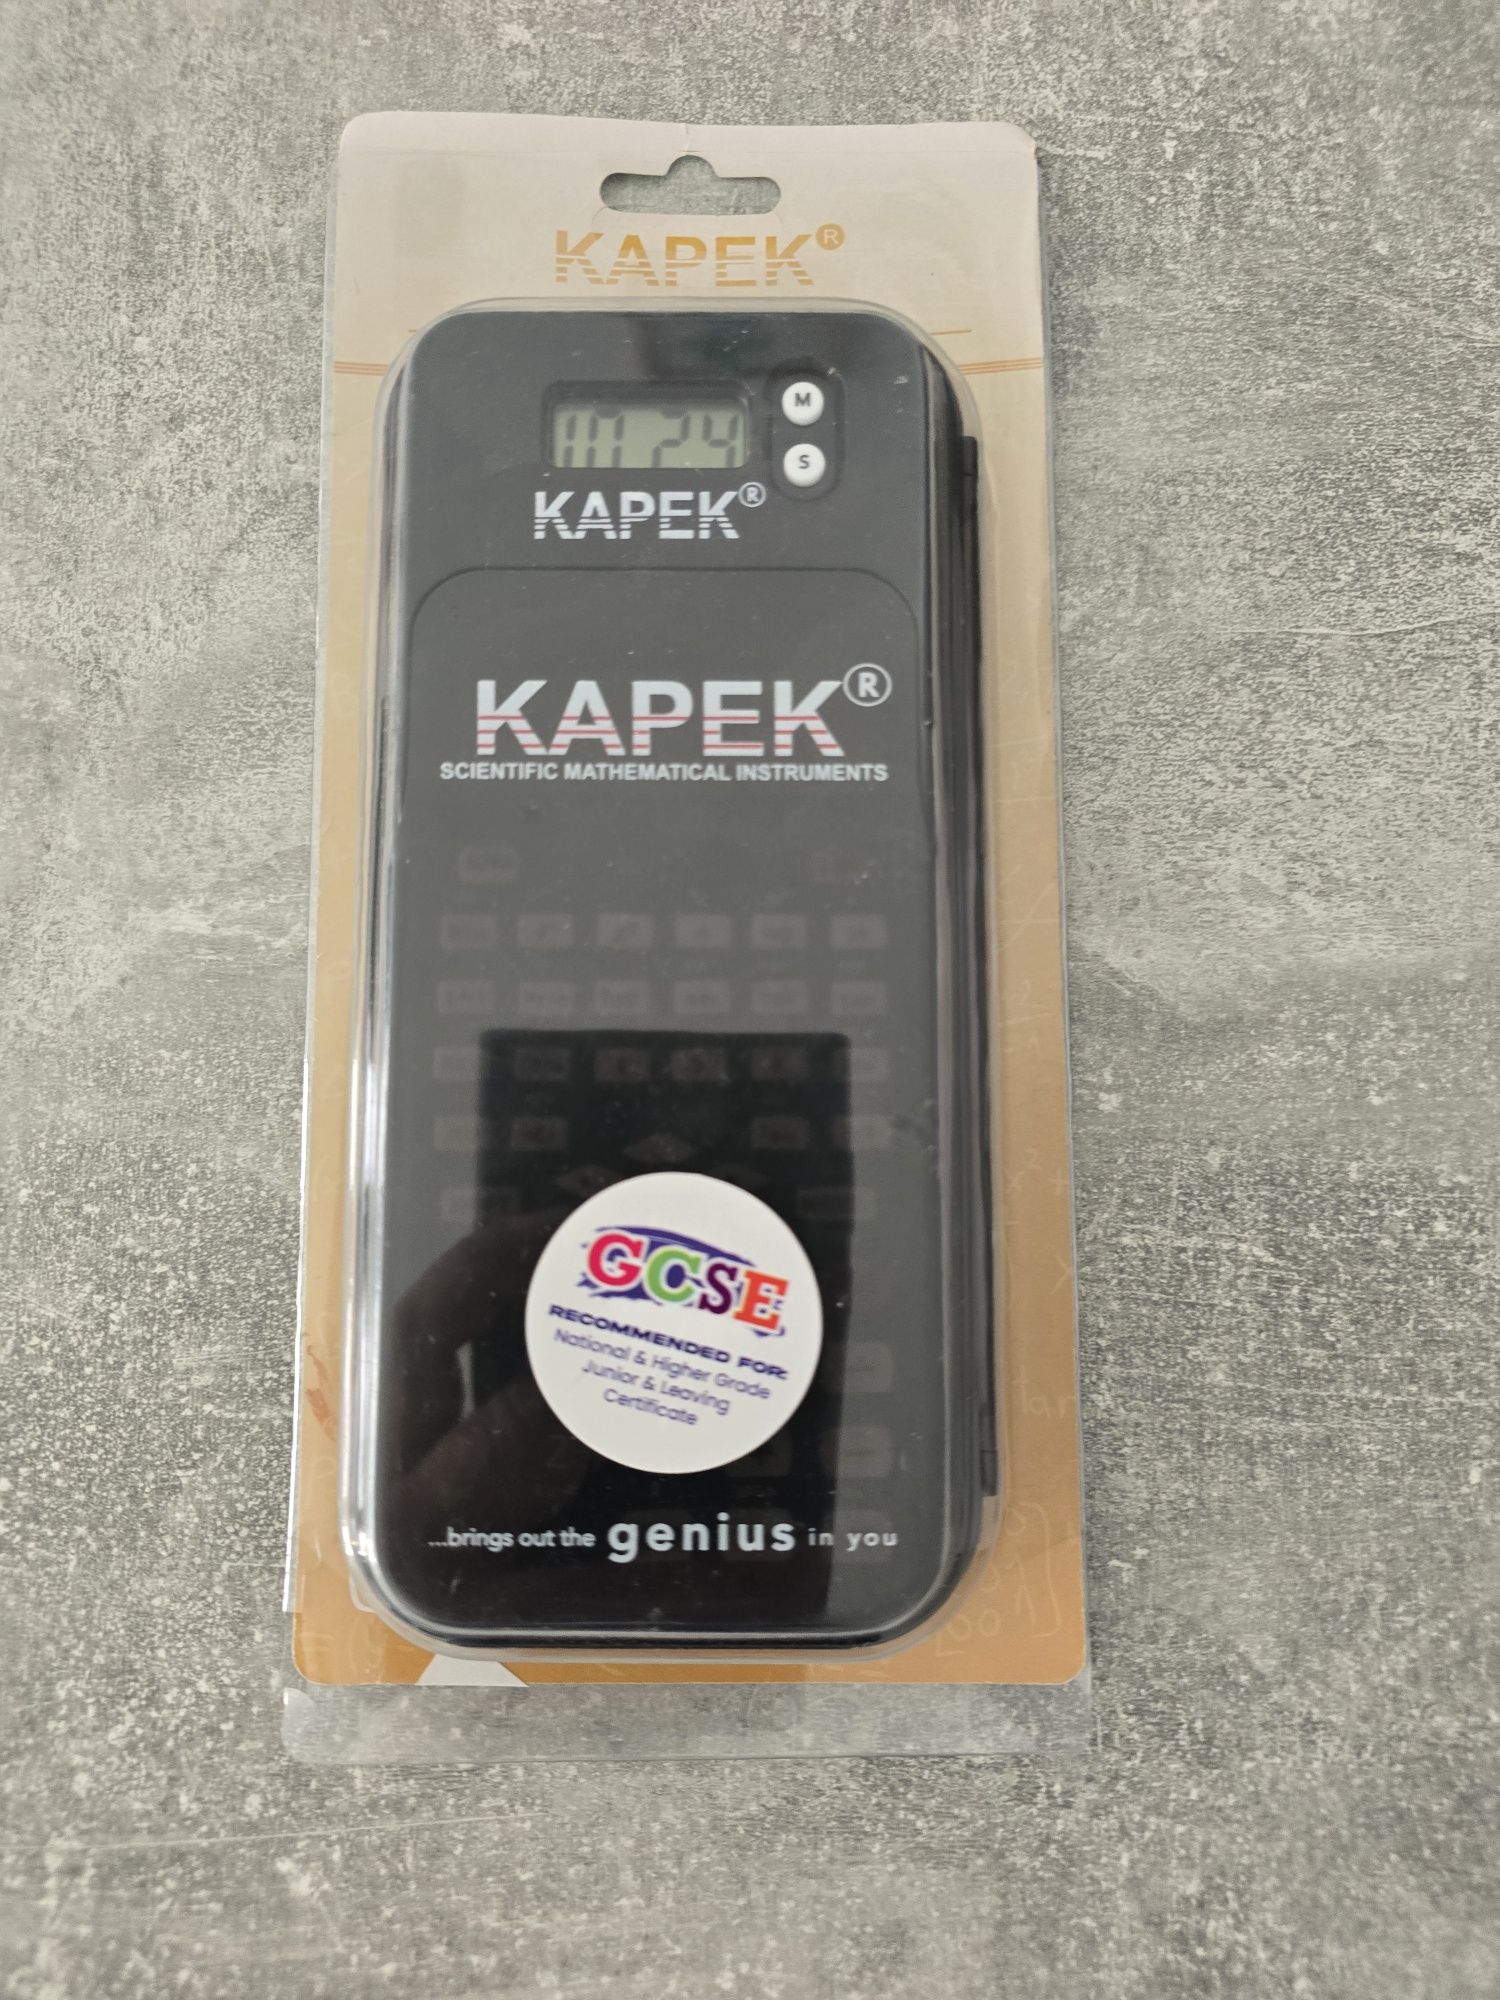 KAPEK®
M
S
KAPEK®
KAPEK®
SCIENTIFIC MATHEMATICAL INSTRUMENTS
GCSE
RECOMMENDED FOR:
National & Higher Grade
Junior & Leaving
Certificate
...brings out the genius in you